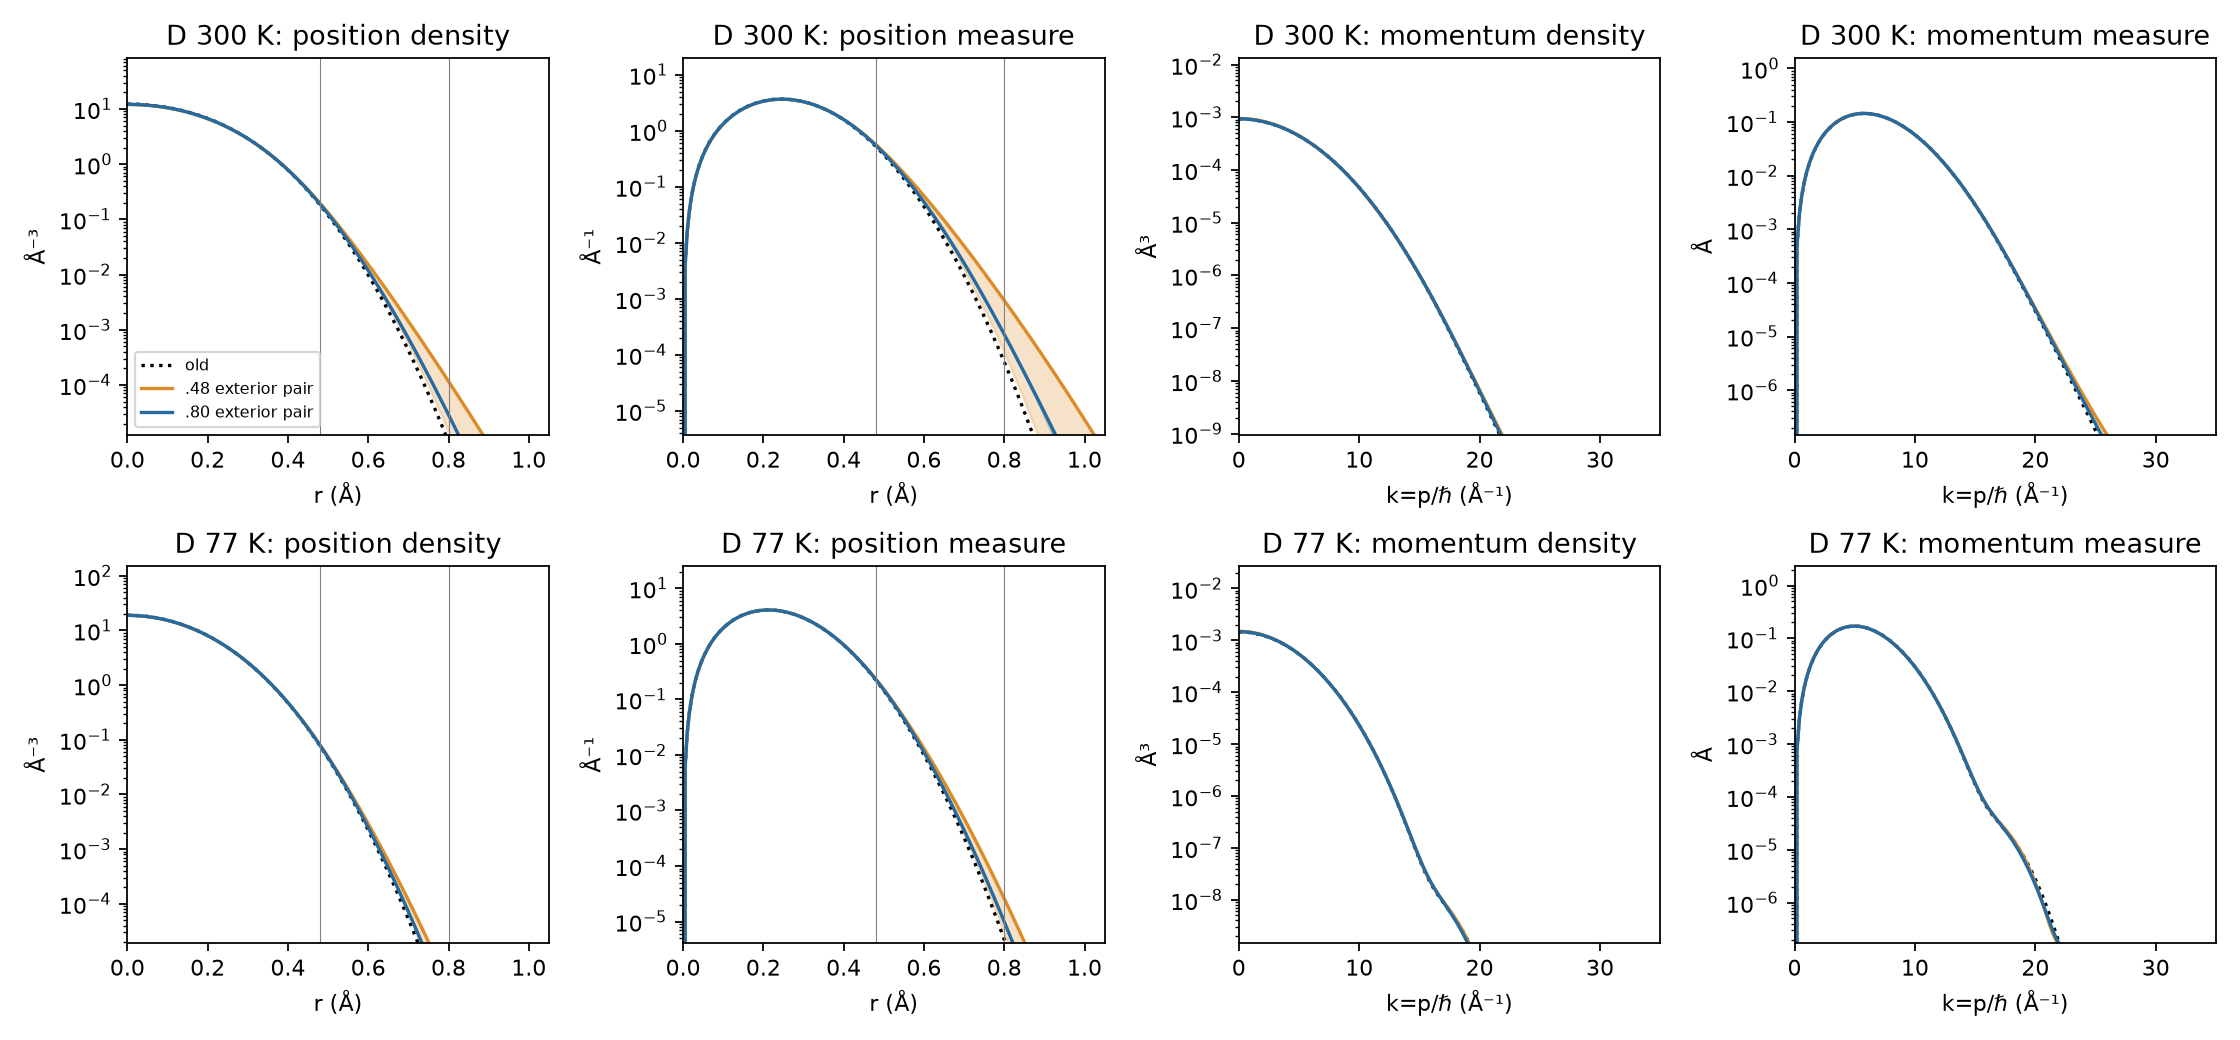 D 300 K: position density
10¹
10⁰
10⁻¹
10⁻²
10⁻³
10⁻⁴
Å⁻³
old
.48 exterior pair
.80 exterior pair
0.0 0.2 0.4 0.6 0.8 1.0
r (Å)
D 300 K: position measure
10¹
10⁰
10⁻¹
10⁻²
10⁻³
10⁻⁴
10⁻⁵
Å⁻¹
0.0 0.2 0.4 0.6 0.8 1.0
r (Å)
D 300 K: momentum density
10⁻²
10⁻³
10⁻⁴
10⁻⁵
10⁻⁶
10⁻⁷
10⁻⁸
10⁻⁹
Å³
0 10 20 30
k=p/ℏ (Å⁻¹)
D 300 K: momentum measure
10⁰
10⁻¹
10⁻²
10⁻³
10⁻⁴
10⁻⁵
10⁻⁶
Å
0 10 20 30
k=p/ℏ (Å⁻¹)
D 77 K: position density
10²
10¹
10⁰
10⁻¹
10⁻²
10⁻³
10⁻⁴
Å⁻³
0.0 0.2 0.4 0.6 0.8 1.0
r (Å)
D 77 K: position measure
10¹
10⁰
10⁻¹
10⁻²
10⁻³
10⁻⁴
10⁻⁵
Å⁻¹
0.0 0.2 0.4 0.6 0.8 1.0
r (Å)
D 77 K: momentum density
10⁻²
10⁻³
10⁻⁴
10⁻⁵
10⁻⁶
10⁻⁷
10⁻⁸
Å³
0 10 20 30
k=p/ℏ (Å⁻¹)
D 77 K: momentum measure
10⁰
10⁻¹
10⁻²
10⁻³
10⁻⁴
10⁻⁵
10⁻⁶
Å
0 10 20 30
k=p/ℏ (Å⁻¹)